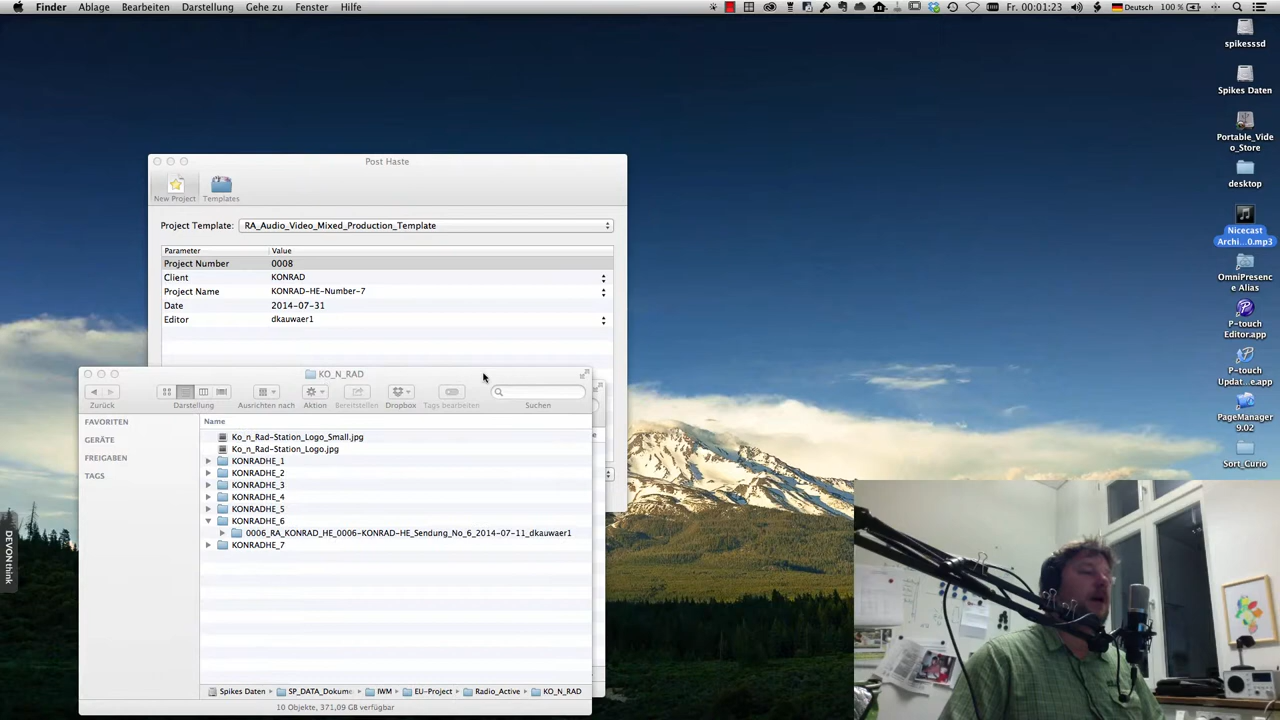 Finder Ablage Bearbeiten Darstellung Gehe zu Fenster Hilfe Fr. 00:01:23 Deutsch 100 %
spikesssd
Spikes Daten
Portable_Vide
o_Store
desktop
Nicecast
Archi...0.mp3
OmniPresen
ce Alias
P-touch
Editor.app
P-touch
Updat...e.app
PageManager
9.02
Sort_Curio
Post Haste
New Project Templates
Project Template: RA_Audio_Video_Mixed_Production_Template
Parameter Value
Project Number 0008
Client KONRAD
Project Name KONRAD-HE-Number-7
Date 2014-07-31
Editor dkauwaer1
KO_N_RAD
Zurück Darstellung Ausrichten nach Aktion Bereitstellen Dropbox Tags bearbeiten Suchen
FAVORITEN
GERÄTE
FREIGABEN
TAGS
Name
Ko_n_Rad-Station_Logo_Small.jpg
Ko_n_Rad-Station_Logo.jpg
KONRADHE_1
KONRADHE_2
KONRADHE_3
KONRADHE_4
KONRADHE_5
KONRADHE_6
0006_RA_KONRAD_HE_0006-KONRAD-HE_Sendung_No_6_2014-07-11_dkauwaer1
KONRADHE_7
Spikes Daten SP_DATA_Dokum IWM EU-Project Radio_Active KO_N_RAD
10 Objekte, 371,09 GB verfügbar
DEVONthink